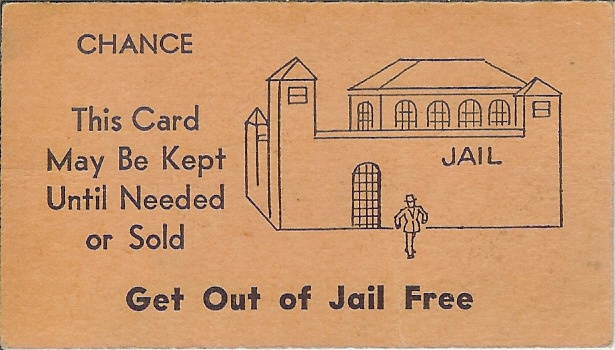 CHANCE
This Card
May Be Kept
Until Needed
or Sold
JAIL
Get Out of Jail Free